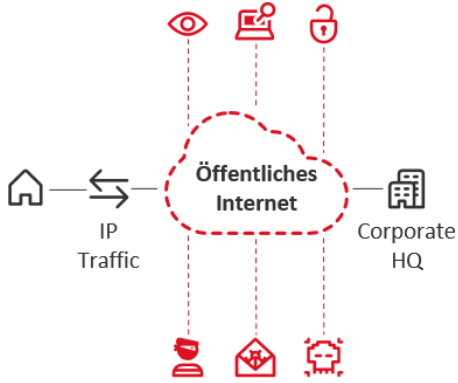 Öffentliches
Internet
IP
Traffic
Corporate
HQ